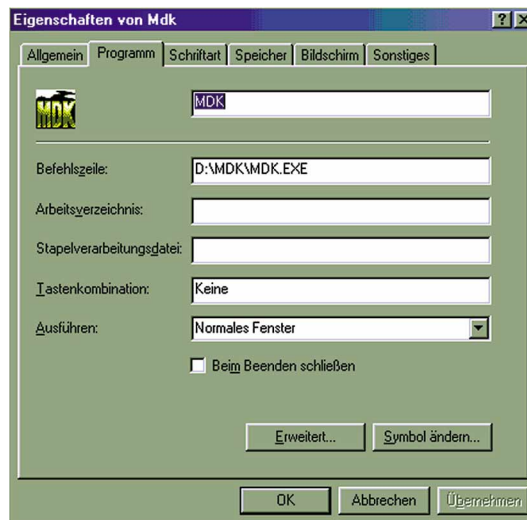 Eigenschaften von Mdk
Allgemein Programm Schriftart Speicher Bildschirm Sonstiges
MDK
MDK
Befehlszeile: D:\MDK\MDK.EXE
Arbeitsverzeichnis:
Stapelverarbeitungsdatei:
Tastenkombination: Keine
Ausführen: Normales Fenster
Beim Beenden schließen
Erweitert... Symbol ändern...
OK Abbrechen Übernehmen